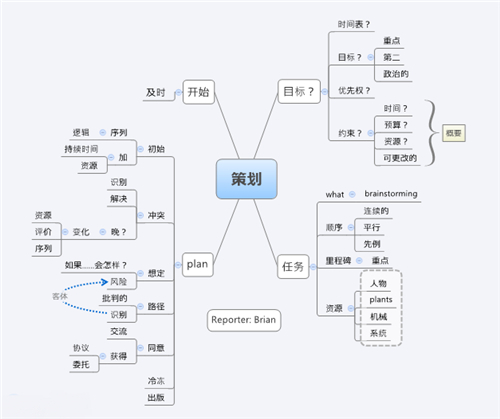 策划
开始
及时
目标？
时间表？
目标？
重点
第二
政治的
优先权？
约束？
时间？
预算？
资源？
可更改的
概要
任务
what
brainstorming
顺序
连续的
平行
先例
里程碑
重点
资源
人物
plants
机械
系统
plan
初始
序列
逻辑
加
持续时间
资源
冲突
识别
解决
晚？
变化
资源
评价
序列
想定
如果......会怎样？
风险
路径
批判的
识别
客体
同意
交流
获得
协议
委托
冷冻
出版
Reporter: Brian